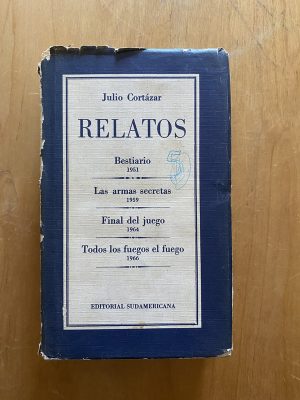 Julio Cortázar
RELATOS
Bestiario
1951
Las armas secretas
1959
Final del juego
1964
Todos los fuegos el fuego
1966
EDITORIAL SUDAMERICANA